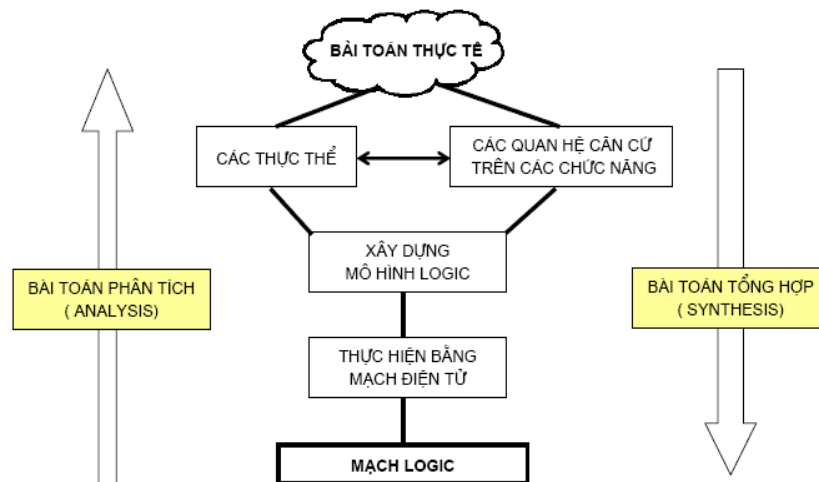 BÀI TOÁN THỰC TẾ
CÁC THỰC THỂ
CÁC QUAN HỆ CĂN CỨ
TRÊN CÁC CHỨC NĂNG
XÂY DỰNG
MÔ HÌNH LOGIC
BÀI TOÁN PHÂN TÍCH
( ANALYSIS)
BÀI TOÁN TỔNG HỢP
( SYNTHESIS)
THỰC HIỆN BẰNG
MẠCH ĐIỆN TỬ
MẠCH LOGIC